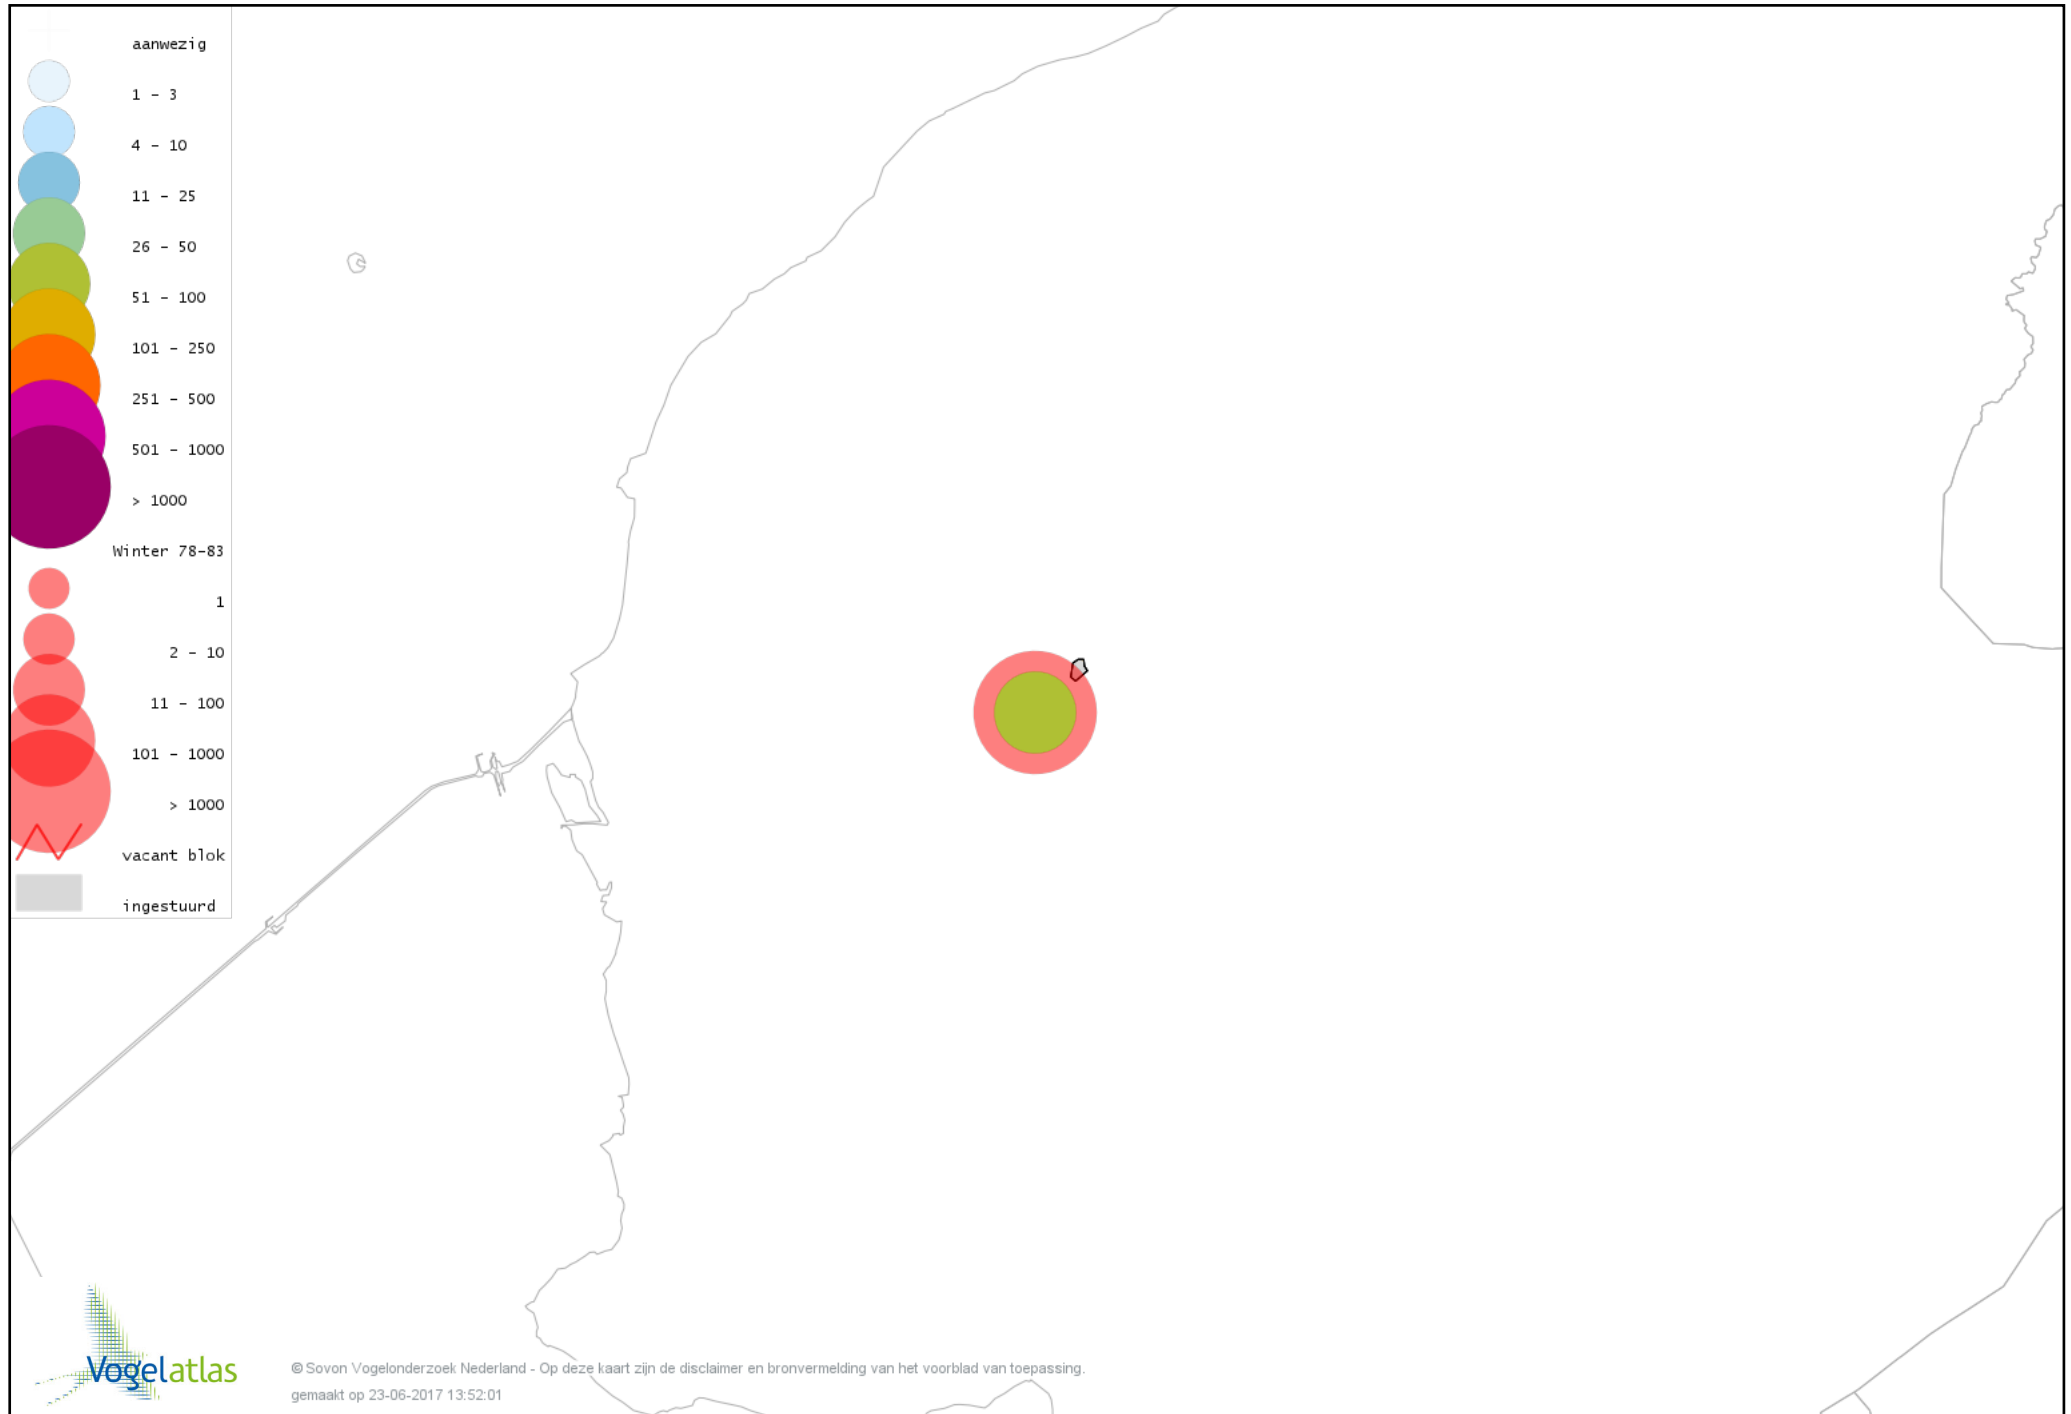 aanwezig
1 - 3
4 - 10
11 - 25
26 - 50
51 - 100
101 - 250
251 - 500
501 - 1000
> 1000
Winter 78-83
1
2 - 10
11 - 100
101 - 1000
> 1000
vacant blok
ingestuurd
Vogelatlas
© Sovon Vogelonderzoek Nederland - Op deze kaart zijn de disclaimer en bronvermelding van het voorblad van toepassing.
gemaakt op 23-06-2017 13:52:01